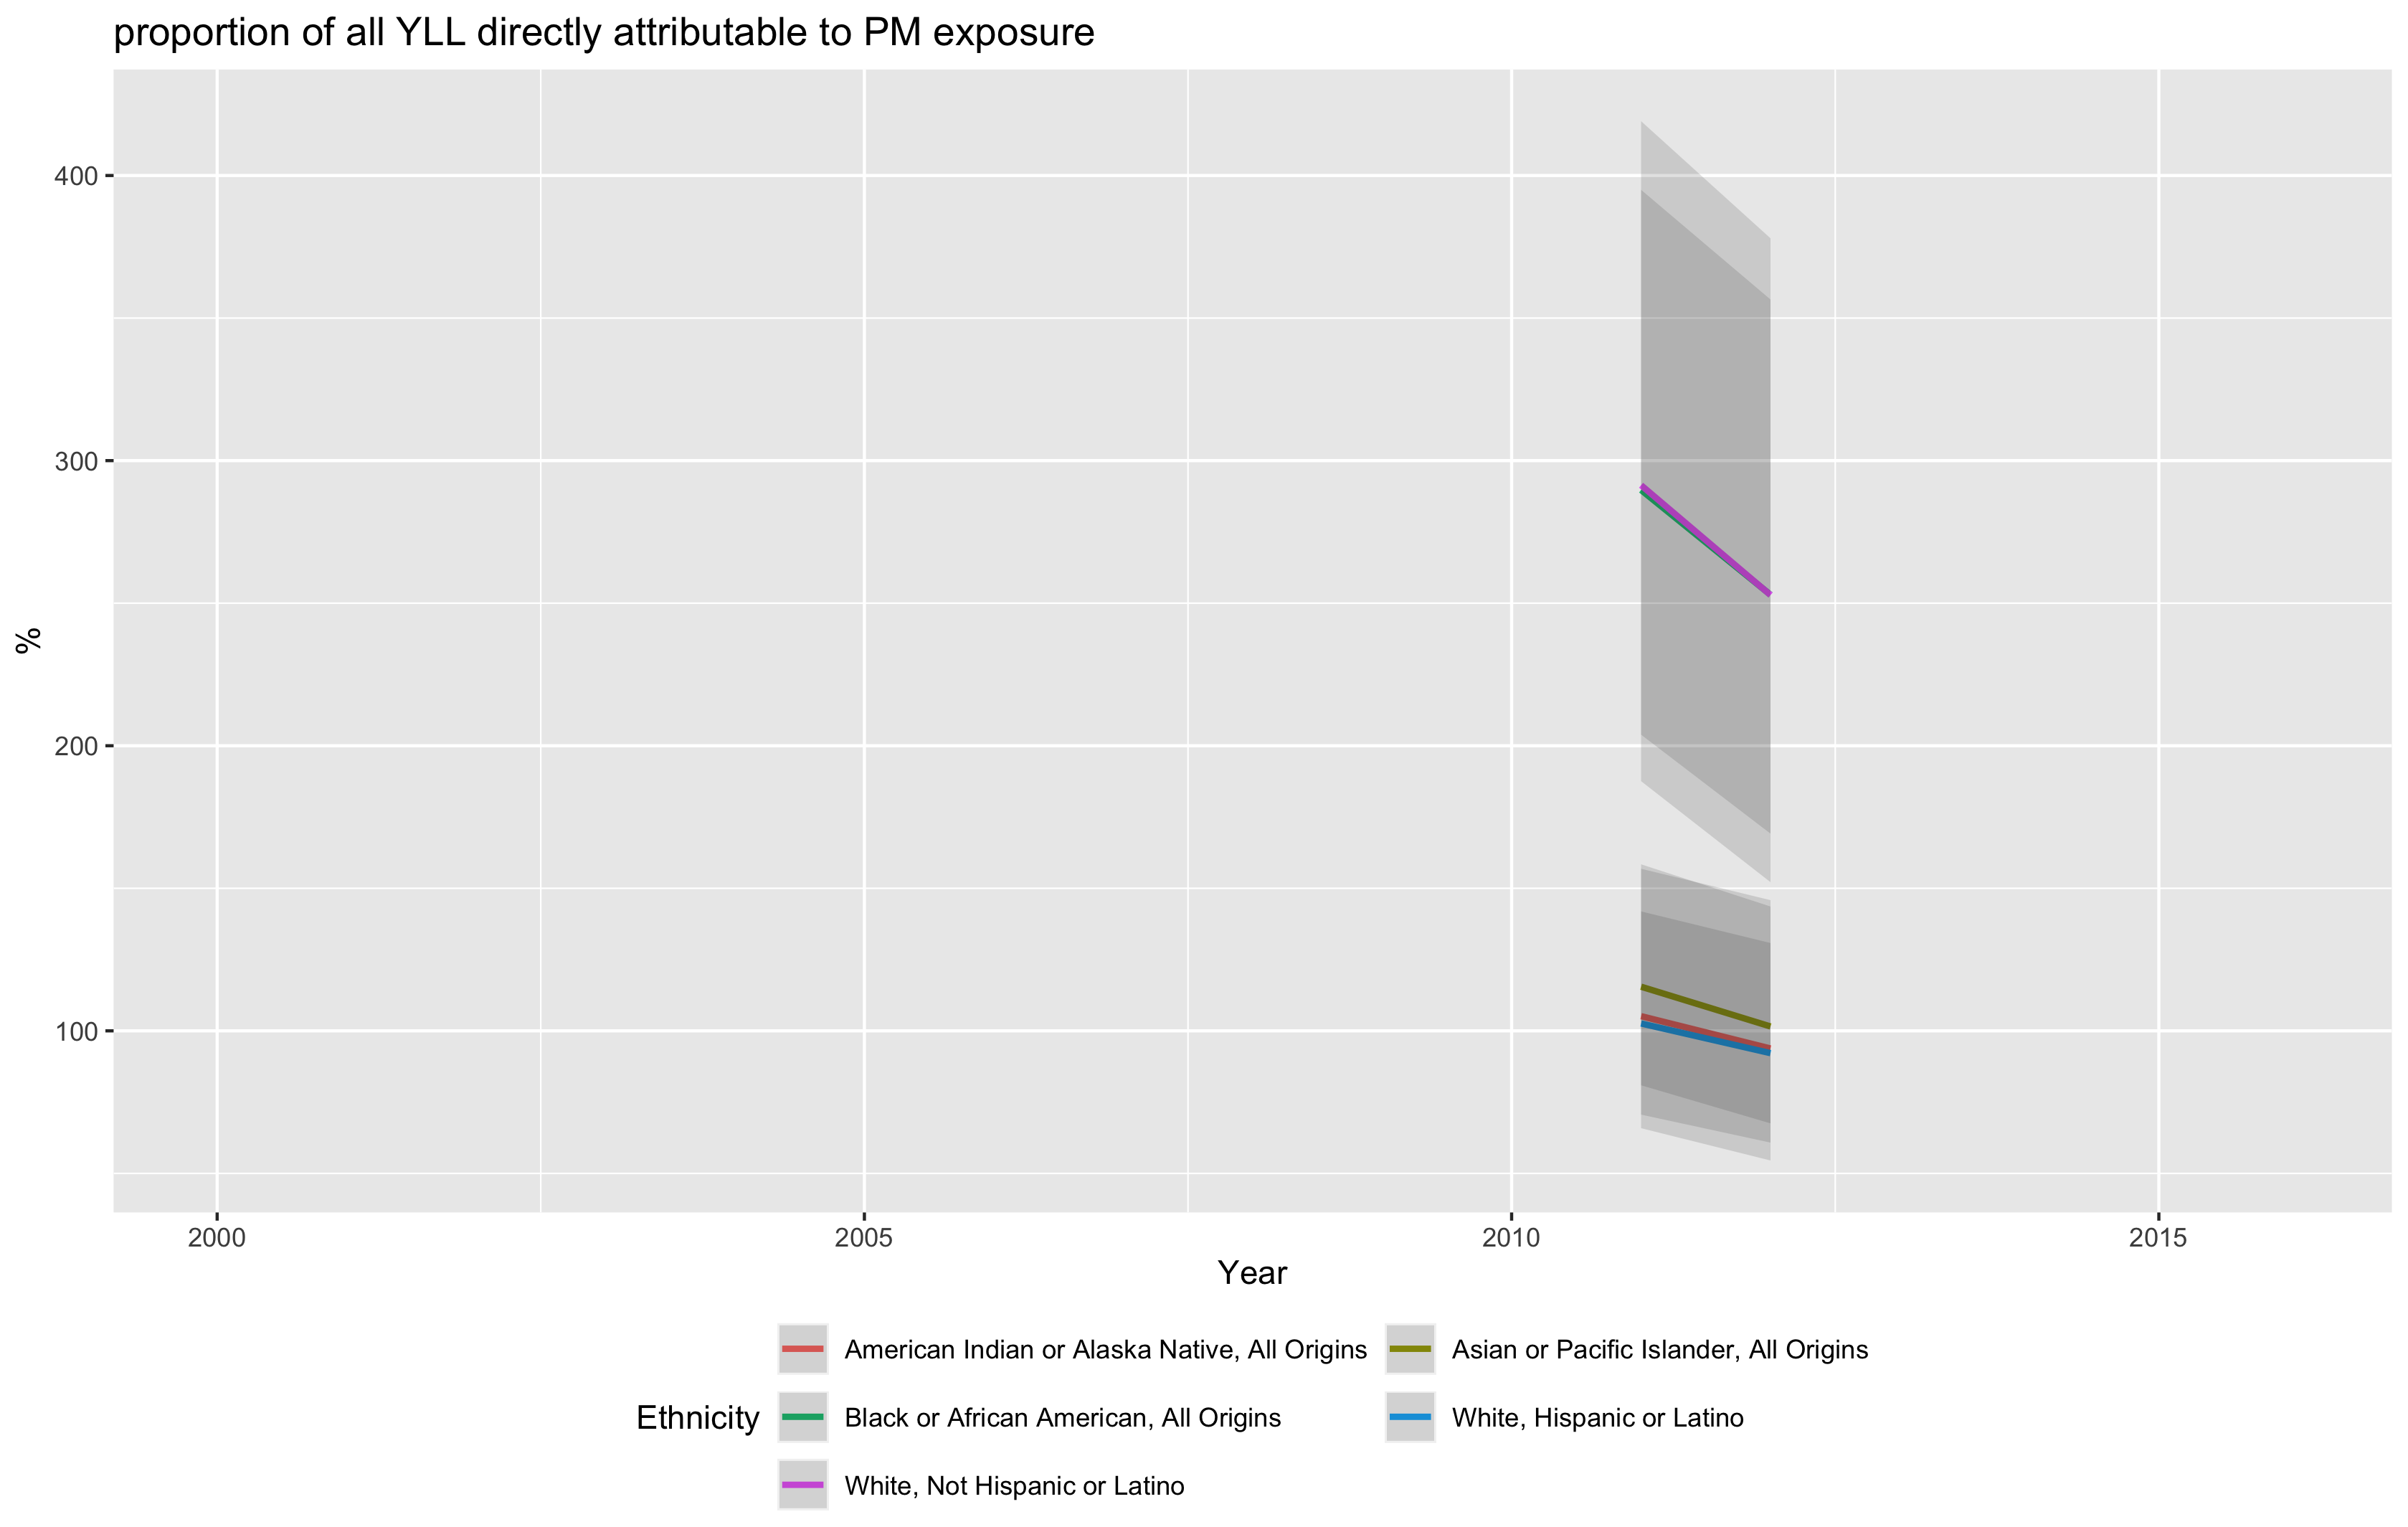 proportion of all YLL directly attributable to PM exposure
400
300
200
100
%
2000 2005 2010 2015
Year
Ethnicity
American Indian or Alaska Native, All Origins Asian or Pacific Islander, All Origins
Black or African American, All Origins White, Hispanic or Latino
White, Not Hispanic or Latino